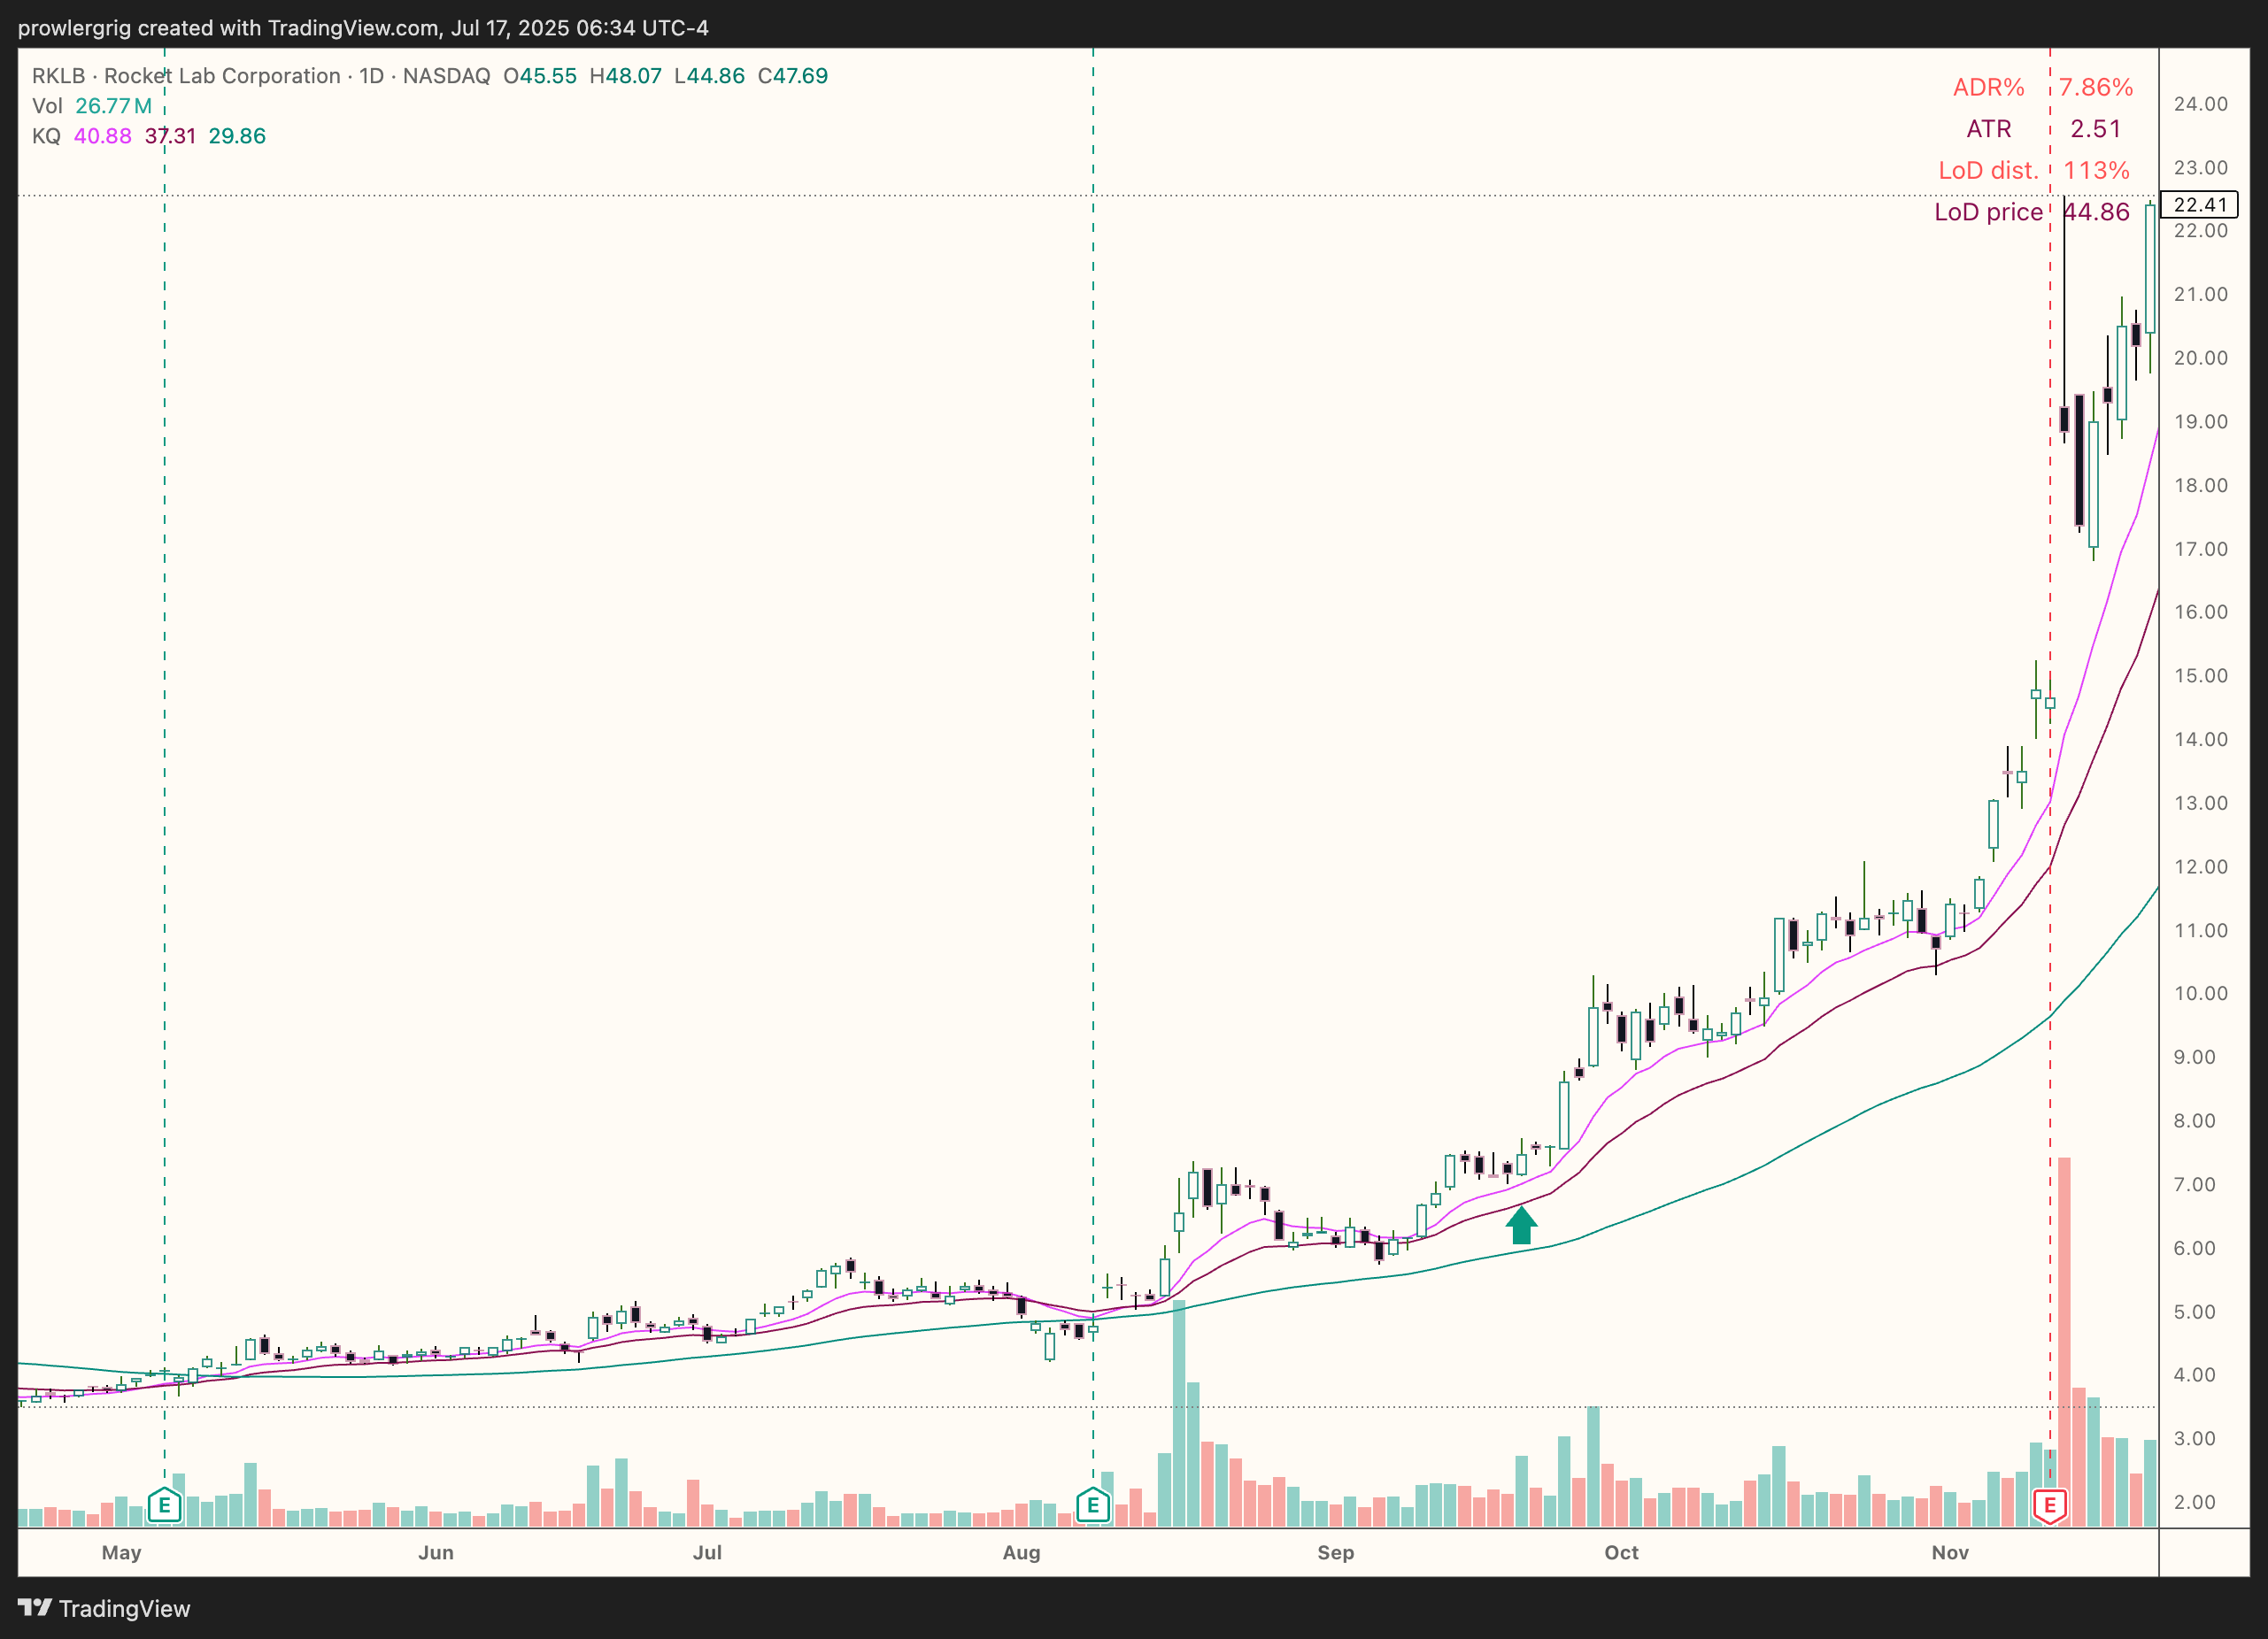 prowlergrig created with TradingView.com, Jul 17, 2025 06:34 UTC-4
RKLB · Rocket Lab Corporation · 1D · NASDAQ O45.55 H48.07 L44.86 C47.69
Vol 26.77M
KQ 40.88 37.31 29.86
ADR% 7.86%
ATR 2.51
LoD dist. 113%
LoD price 44.86
24.00
23.00
22.41
22.00
21.00
20.00
19.00
18.00
17.00
16.00
15.00
14.00
13.00
12.00
11.00
10.00
9.00
8.00
7.00
6.00
5.00
4.00
3.00
2.00
E E E
May Jun Jul Aug Sep Oct Nov
TradingView